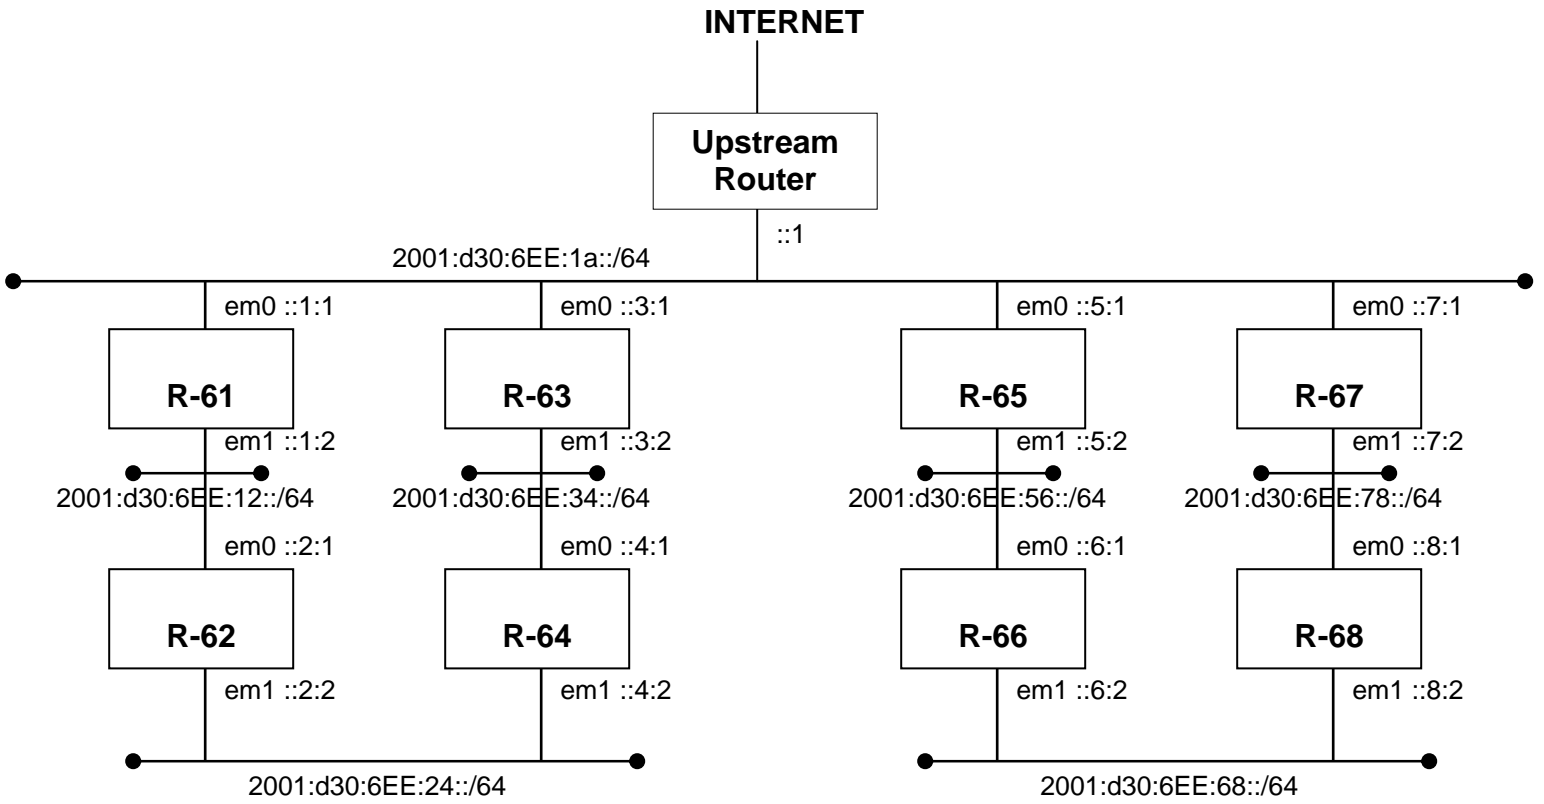 INTERNET
Upstream
Router
::1
2001:d30:6EE:1a::/64
em0 ::1:1
em0 ::3:1
em0 ::5:1
em0 ::7:1
R-61
R-63
R-65
R-67
em1 ::1:2
em1 ::3:2
em1 ::5:2
em1 ::7:2
2001:d30:6EE:12::/64
2001:d30:6EE:34::/64
2001:d30:6EE:56::/64
2001:d30:6EE:78::/64
em0 ::2:1
em0 ::4:1
em0 ::6:1
em0 ::8:1
R-62
R-64
R-66
R-68
em1 ::2:2
em1 ::4:2
em1 ::6:2
em1 ::8:2
2001:d30:6EE:24::/64
2001:d30:6EE:68::/64